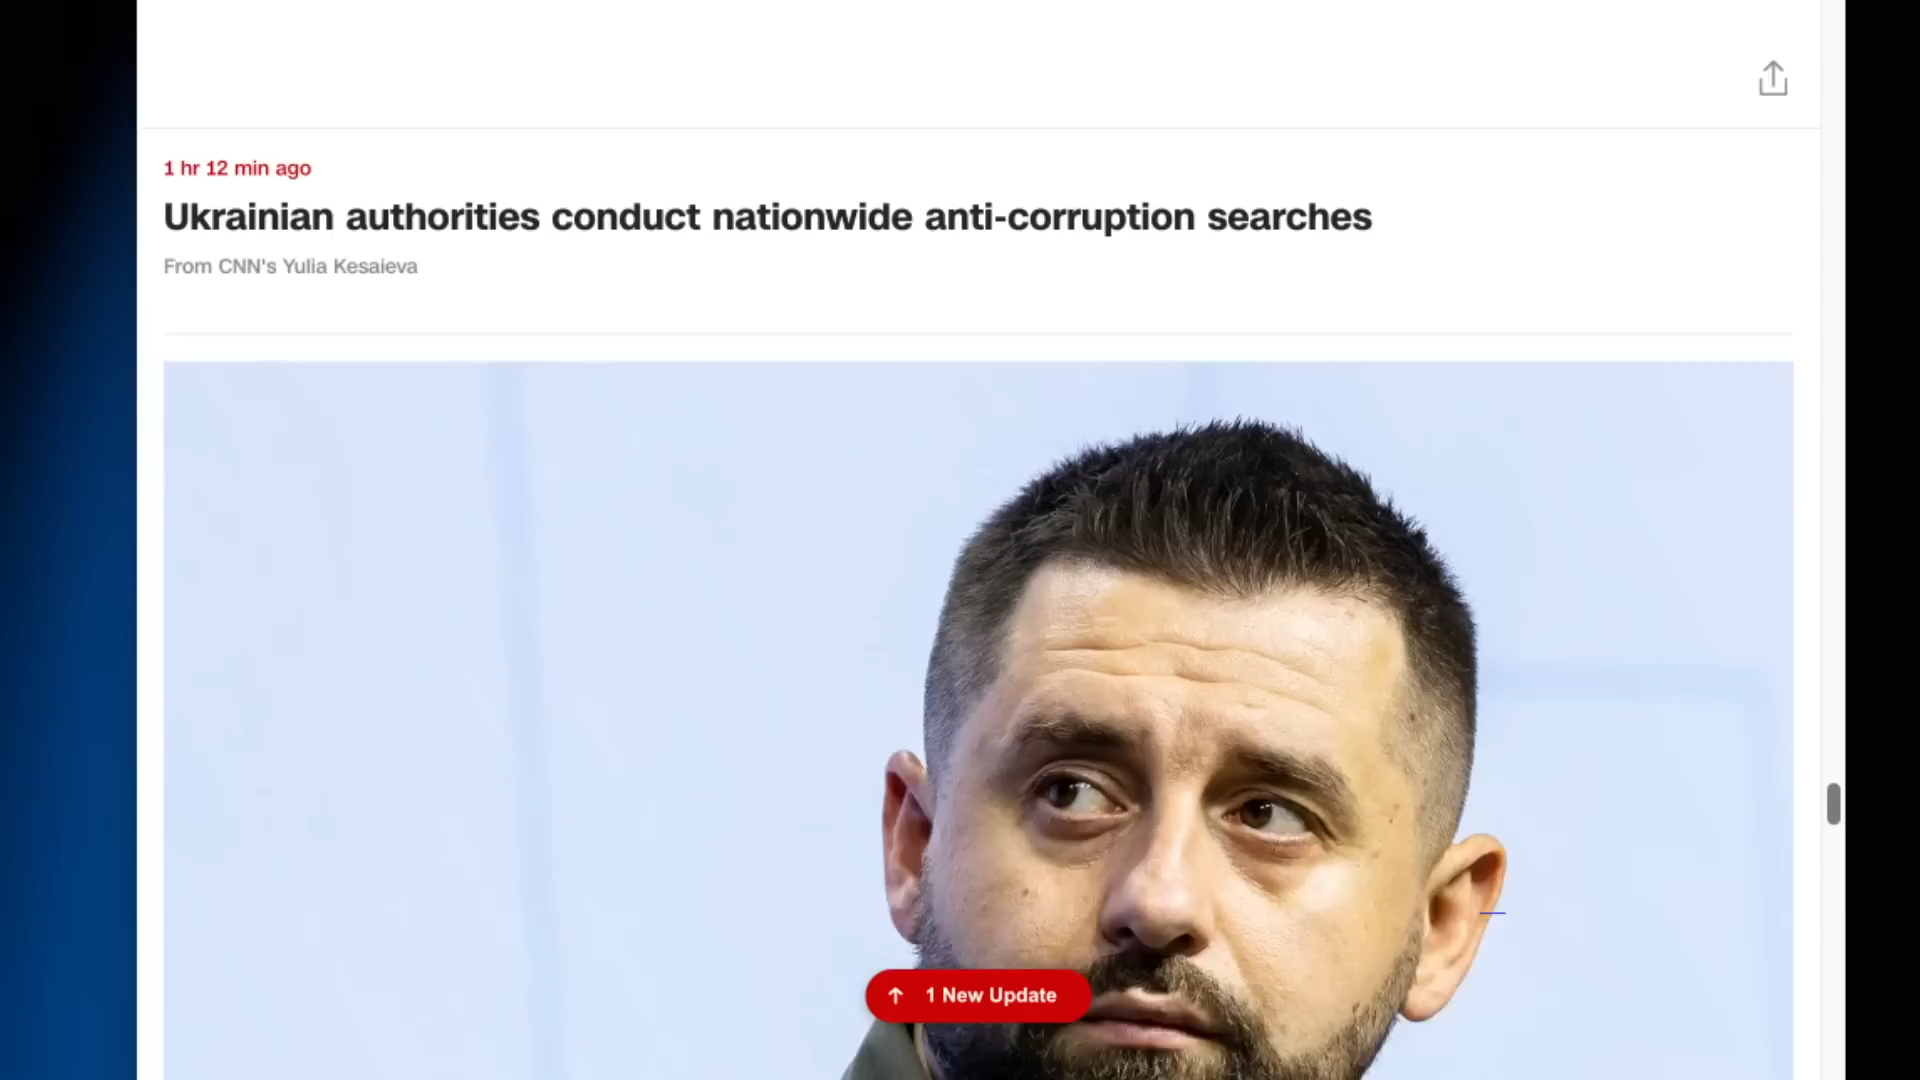 1 hr 12 min ago
Ukrainian authorities conduct nationwide anti-corruption searches
From CNN's Yulia Kesaieva
1 New Update